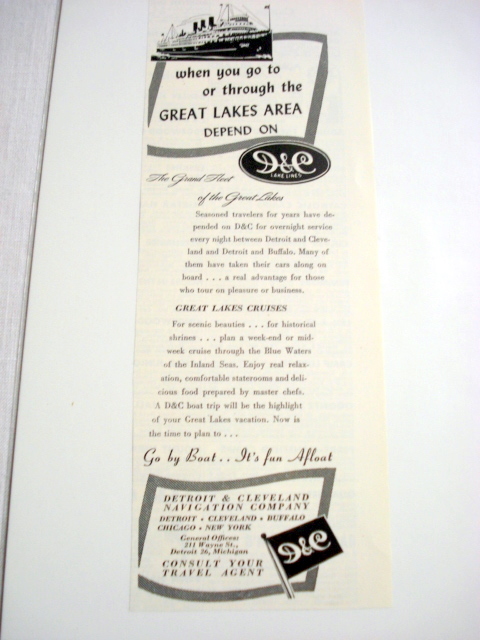 when you go to
or through the
GREAT LAKES AREA
DEPEND ON
D&C
LAKE LINES
The Grand Fleet
of the Great Lakes
Seasoned travelers for years have de-
pended on D&C for overnight service
every night between Detroit and Cleve-
land and Detroit and Buffalo. Many of
them have taken their cars along on
board . . . a real advantage for those
who tour on pleasure or business.
GREAT LAKES CRUISES
For scenic beauties . . . for historical
shrines . . . plan a week-end or mid-
week cruise through the Blue Waters
of the Inland Seas. Enjoy real relax-
ation, comfortable staterooms and deli-
cious food prepared by master chefs.
A D&C boat trip will be the highlight
of your Great Lakes vacation. Now is
the time to plan to . . .
Go by Boat . . It's fun Afloat
DETROIT & CLEVELAND
NAVIGATION COMPANY
DETROIT • CLEVELAND • BUFFALO
CHICAGO • NEW YORK
General Offices:
211 Wayne St.,
Detroit 26, Michigan
CONSULT YOUR
TRAVEL AGENT
D&C